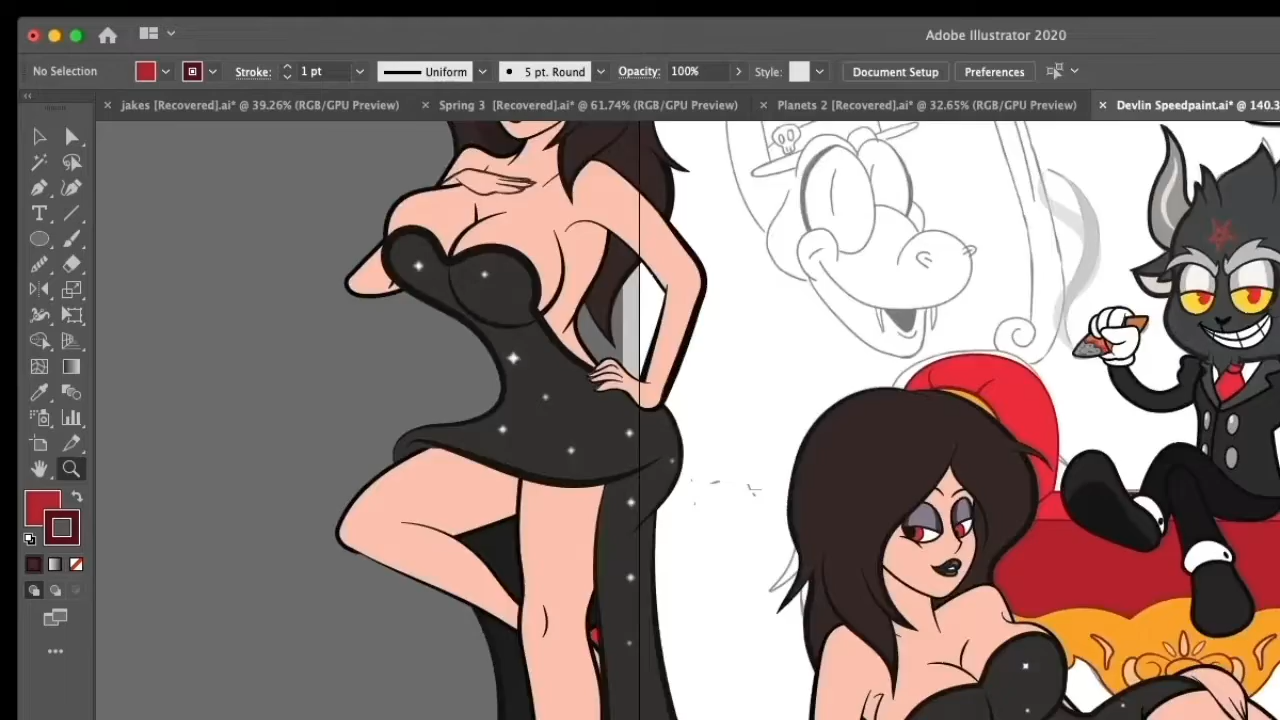 Adobe Illustrator 2020
No Selection Stroke: 1 pt Uniform 5 pt. Round Opacity: 100% Style: Document Setup Preferences
jakes [Recovered].ai* @ 39.26% (RGB/GPU Preview) Spring 3 [Recovered].ai* @ 61.74% (RGB/GPU Preview) Planets 2 [Recovered].ai* @ 32.65% (RGB/GPU Preview) Devlin Speedpaint.ai* @ 140.3